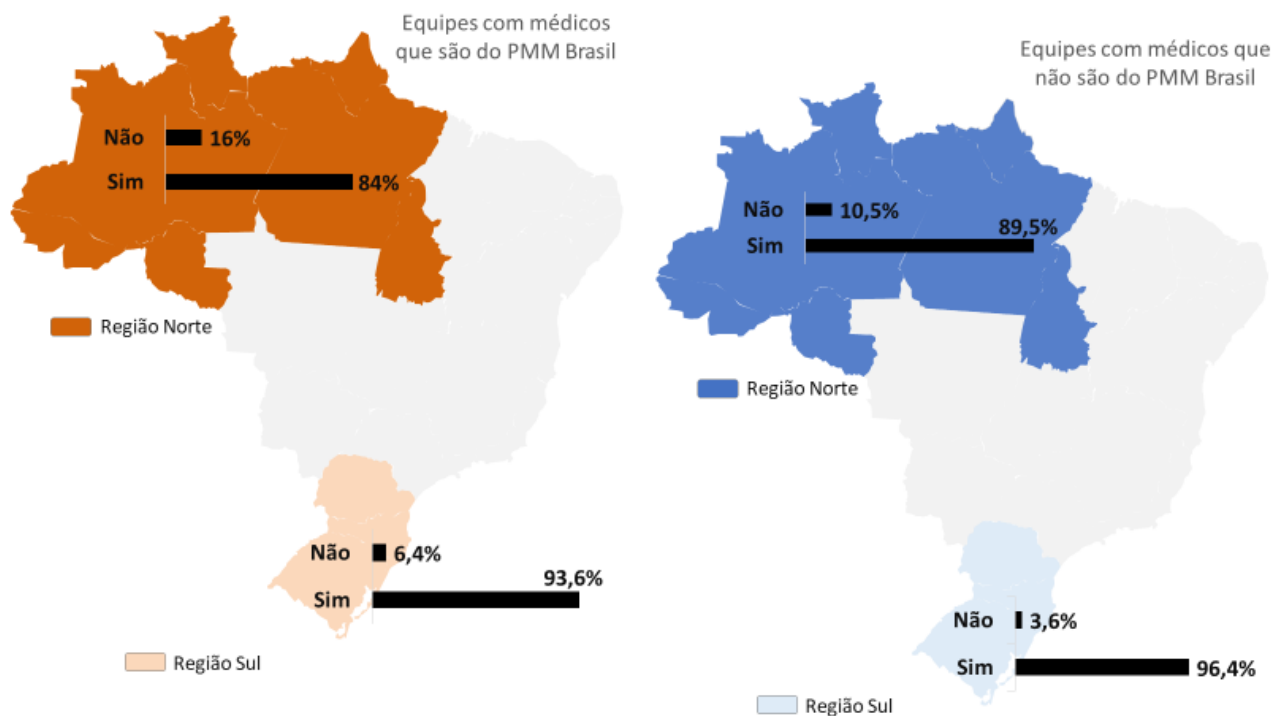 Equipes com médicos
que são do PMM Brasil
Não 16%
Sim 84%
Região Norte
Não 6,4%
93,6%
Sim
Região Sul
Equipes com médicos que
não são do PMM Brasil
Não 10,5%
89,5%
Sim
Região Norte
Não 3,6%
Sim 96,4%
Região Sul